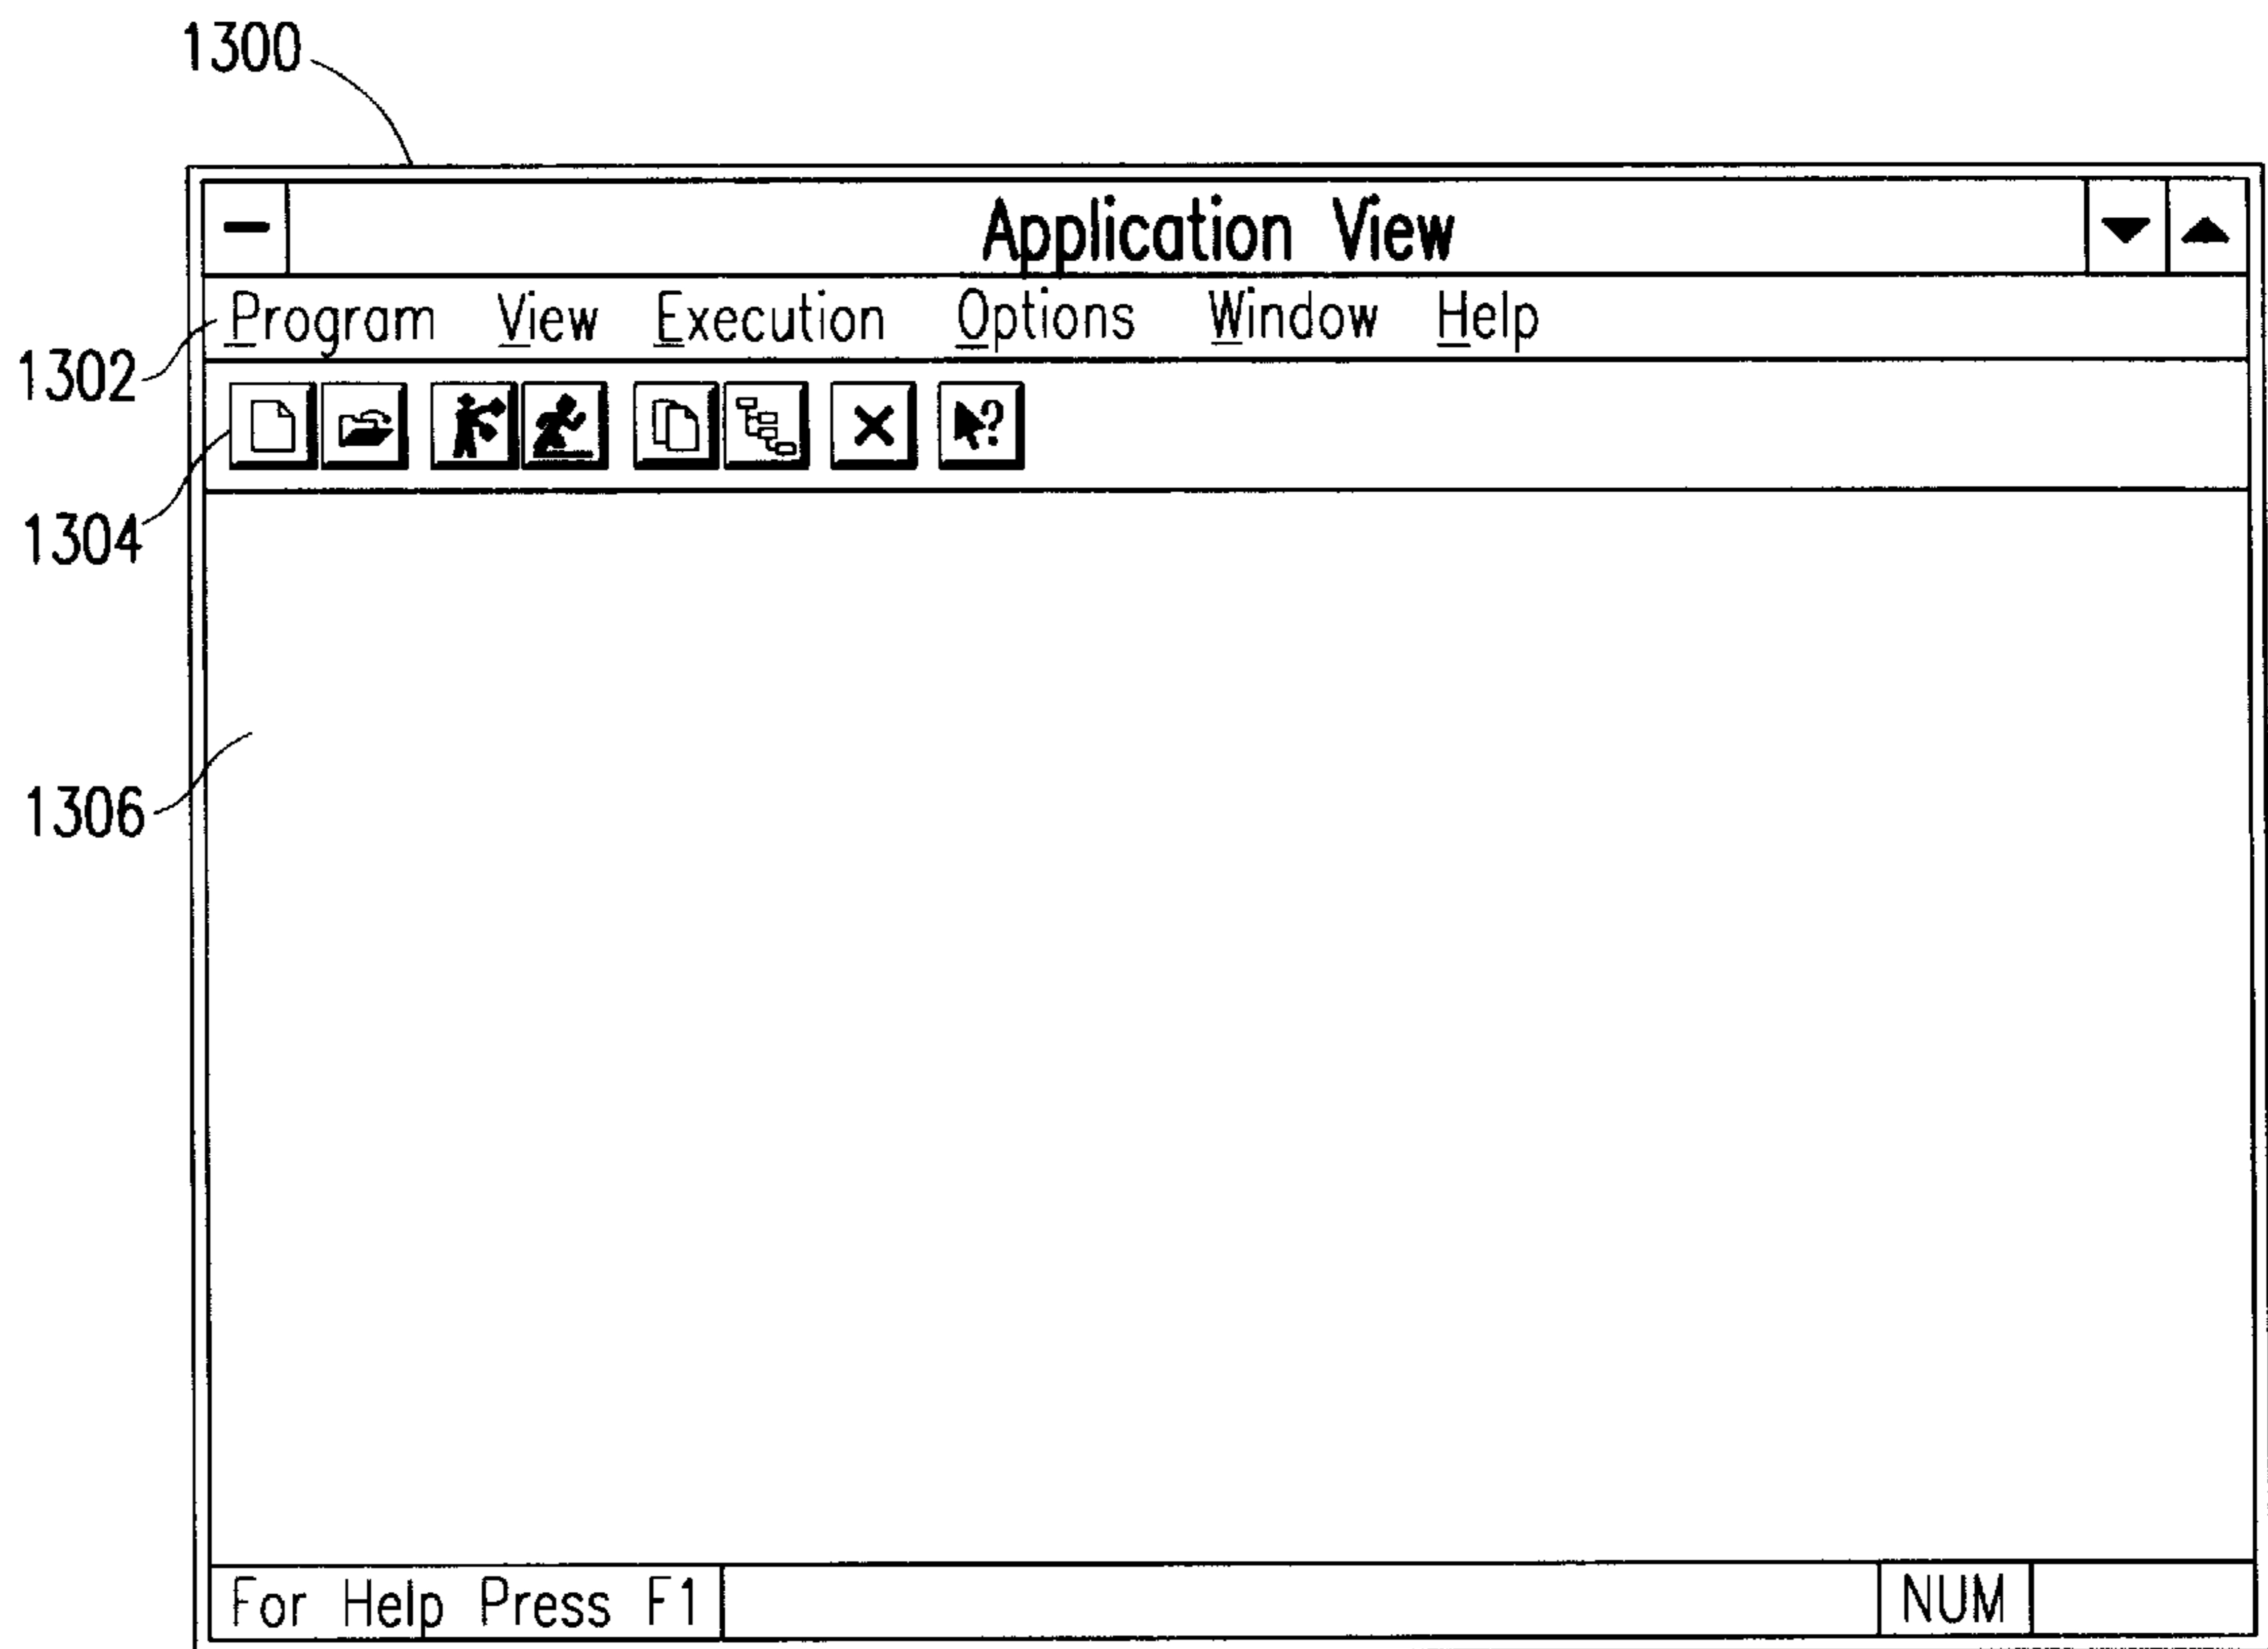 1300
Application View
Program View Execution Options Window Help
1302
?
1304
1306
For Help Press F1 NUM